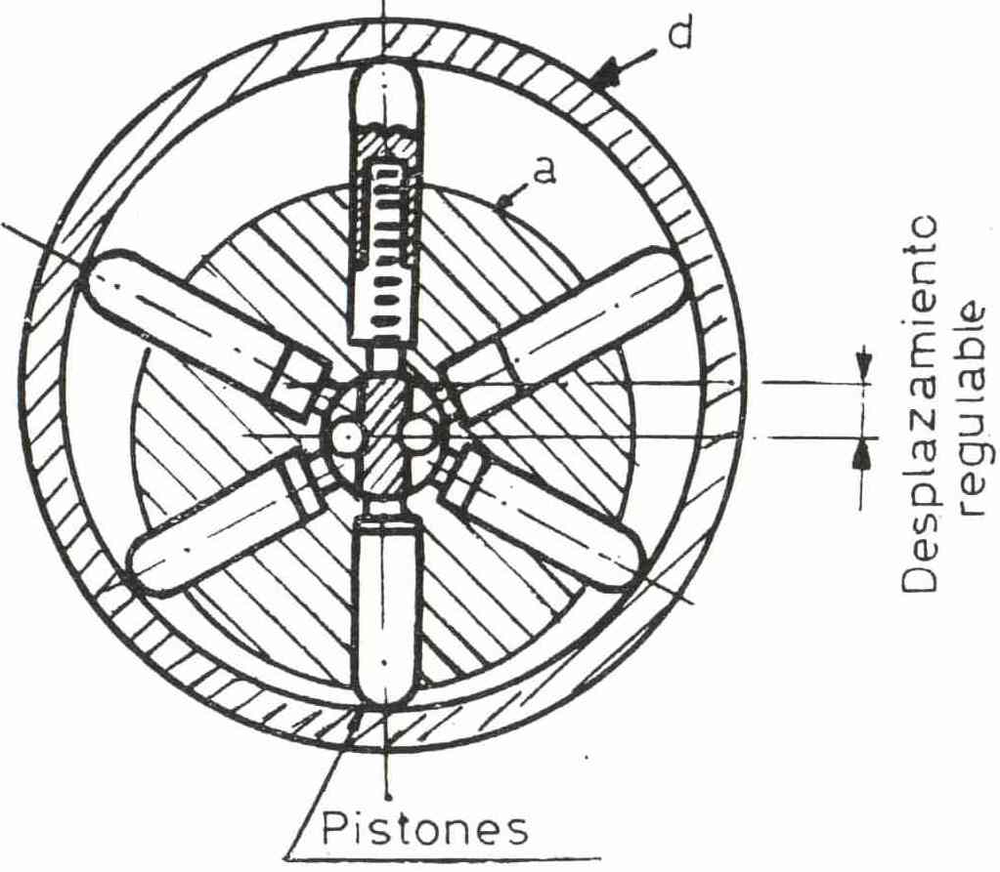 d
a
Desplazamiento
regulable
Pistones